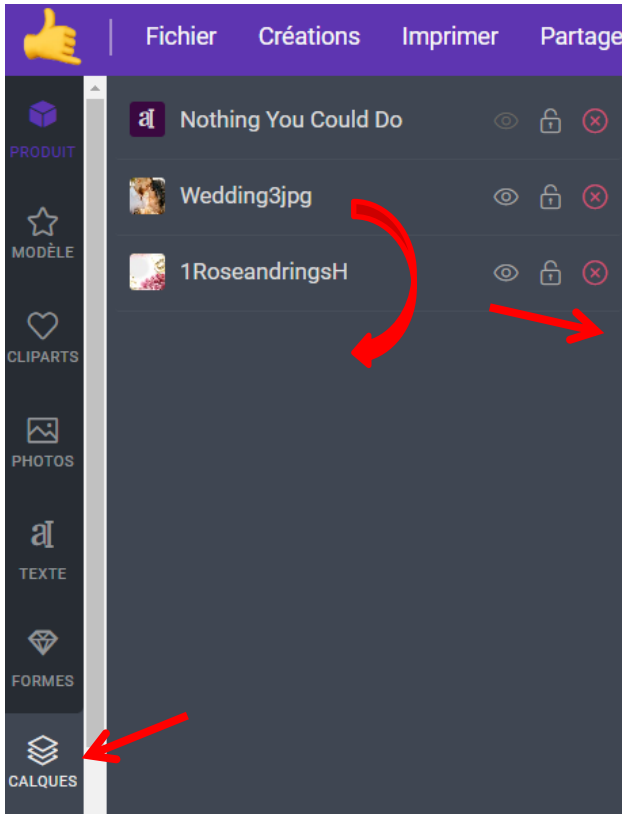 Fichier Créations Imprimer Partage
PRODUIT
MODÈLE
CLIPARTS
PHOTOS
TEXTE
FORMES
CALQUES
a Nothing You Could Do
Wedding3jpg
1RoseandringsH